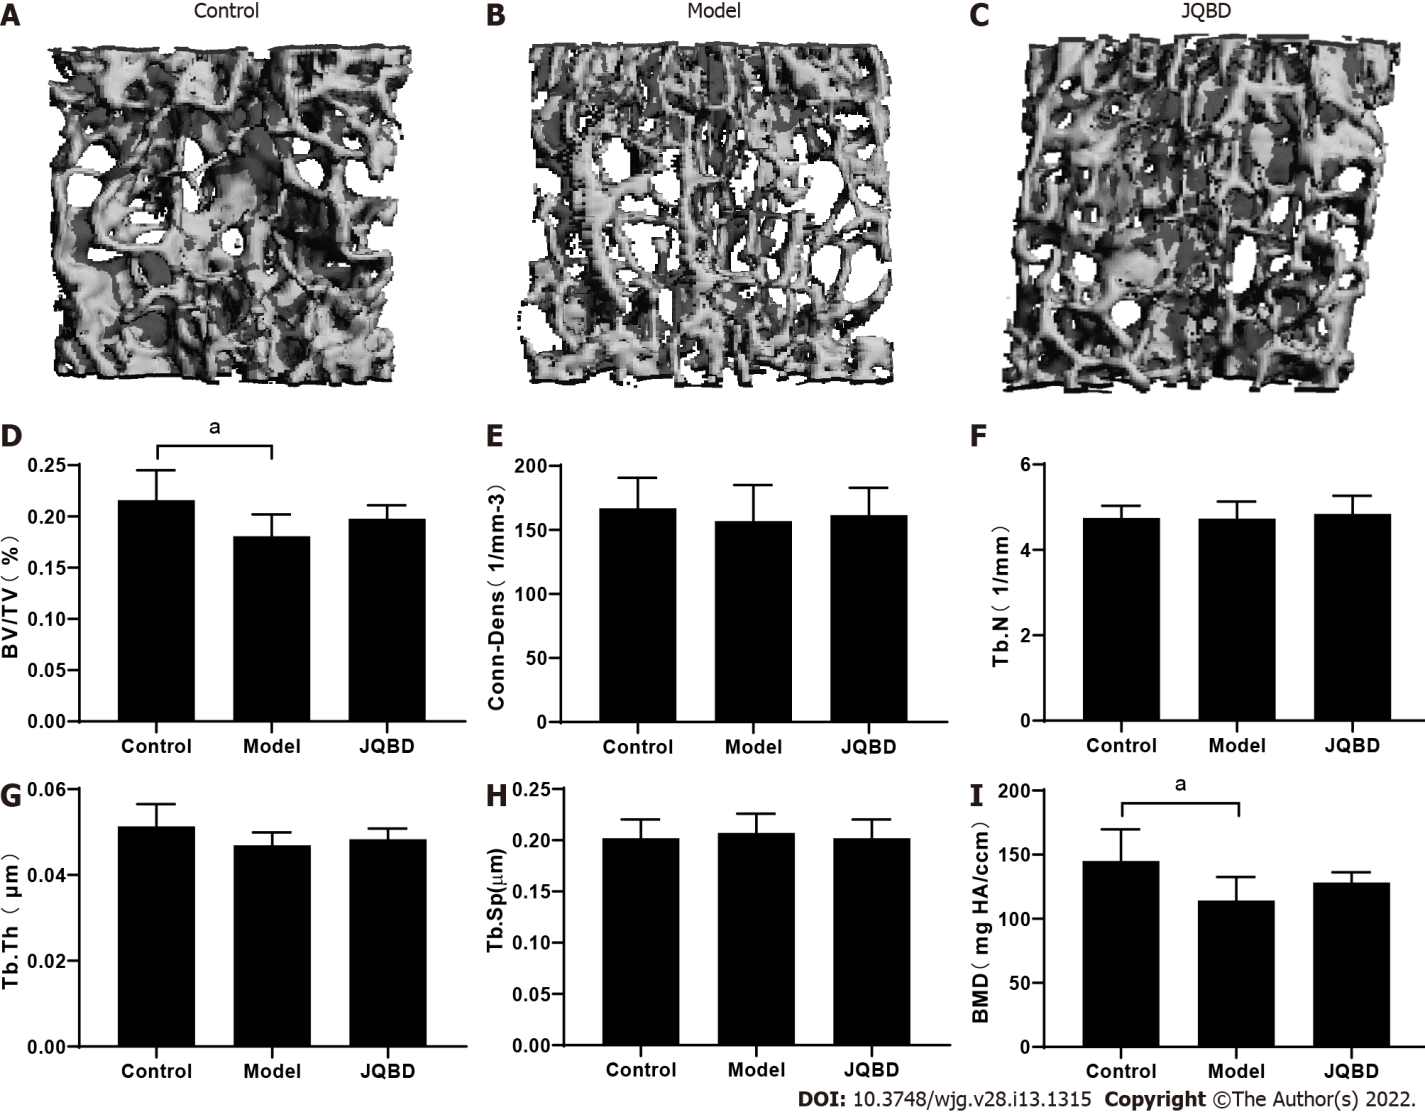 A Control B Model C JQBD
D a E F
BV/TV( %)
0.25
0.20
0.15
0.10
0.05
0.00
Control Model JQBD
Conn-Dens( 1/mm-3)
200
150
100
50
0
Control Model JQBD
Tb.N( 1/mm)
6
4
2
0
Control Model JQBD
G
Tb.Th( μm)
0.06
0.04
0.02
0.00
Control Model JQBD
H
Tb.Sp(μm)
0.25
0.20
0.15
0.10
0.05
0.00
Control Model JQBD
I a
BMD( mg HA/ccm)
200
150
100
50
0
Control Model JQBD
DOI: 10.3748/wjg.v28.i13.1315 Copyright ©The Author(s) 2022.